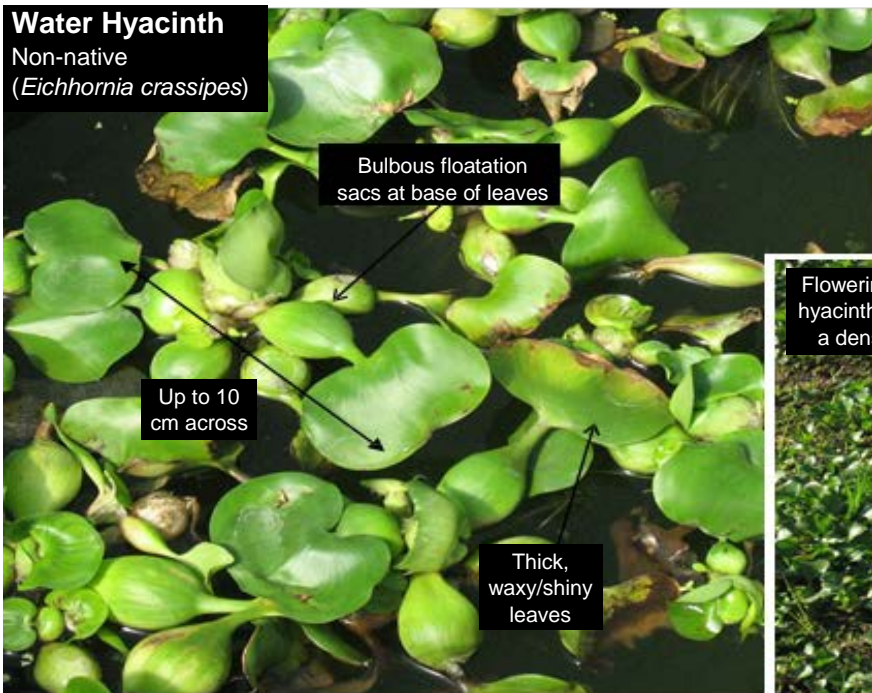 Water Hyacinth
Non-native
(Eichhornia crassipes)
Bulbous floatation
sacs at base of leaves
Up to 10
cm across
Thick,
waxy/shiny
leaves
a